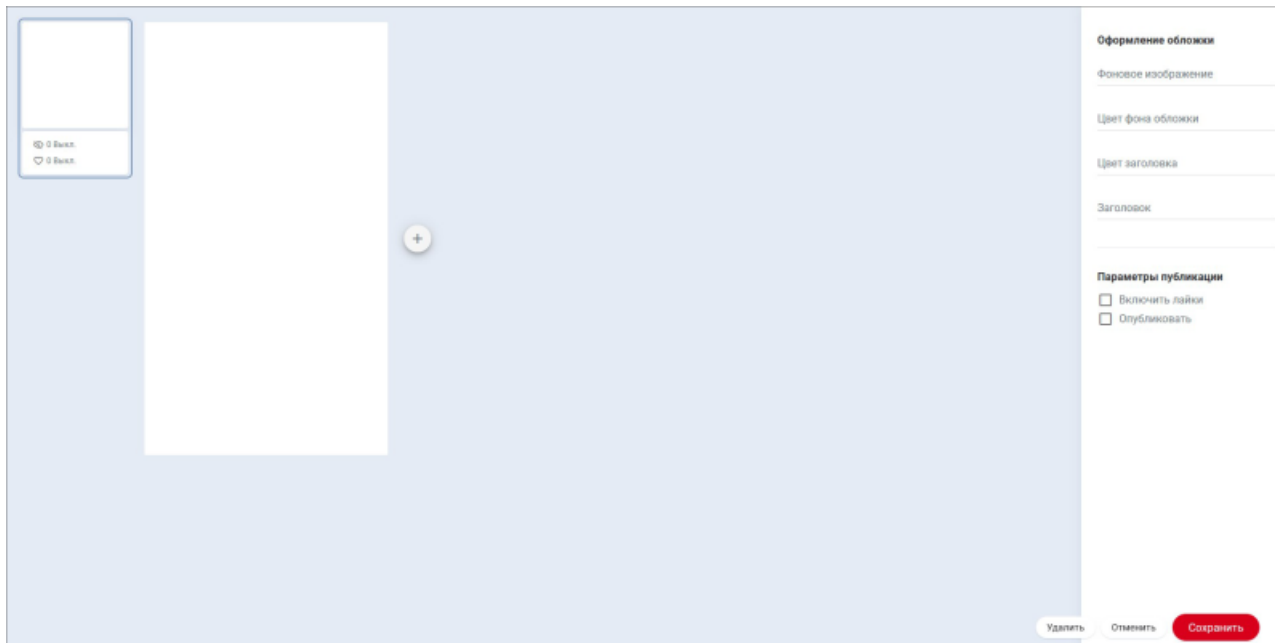 0 Выкл.
0 Выкл.
Оформление обложки
Фоновое изображение
Цвет фона обложки
Цвет заголовка
Заголовок
Параметры публикации
Включить лайки
Опубликовать
Удалить Отменить Сохранить